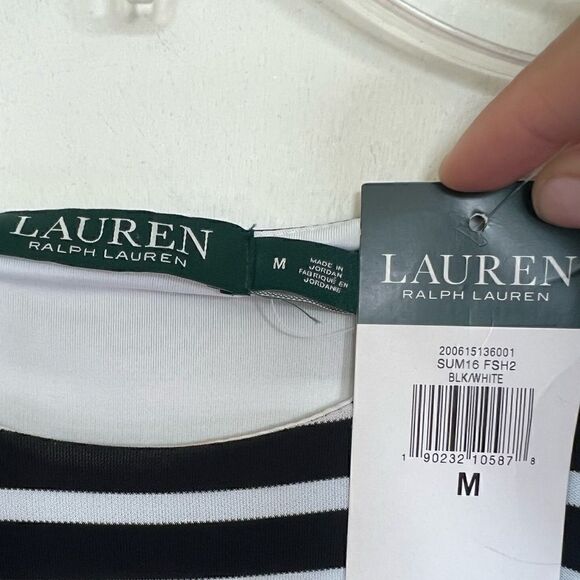 LAUREN
RALPH LAUREN
M
MADE IN
JORDAN
FABRIQUÉ EN
JORDANIE
LAUREN
RALPH LAUREN
200615136001
SUM16 FSH2
BLK/WHITE
1 90232 10587 8
M